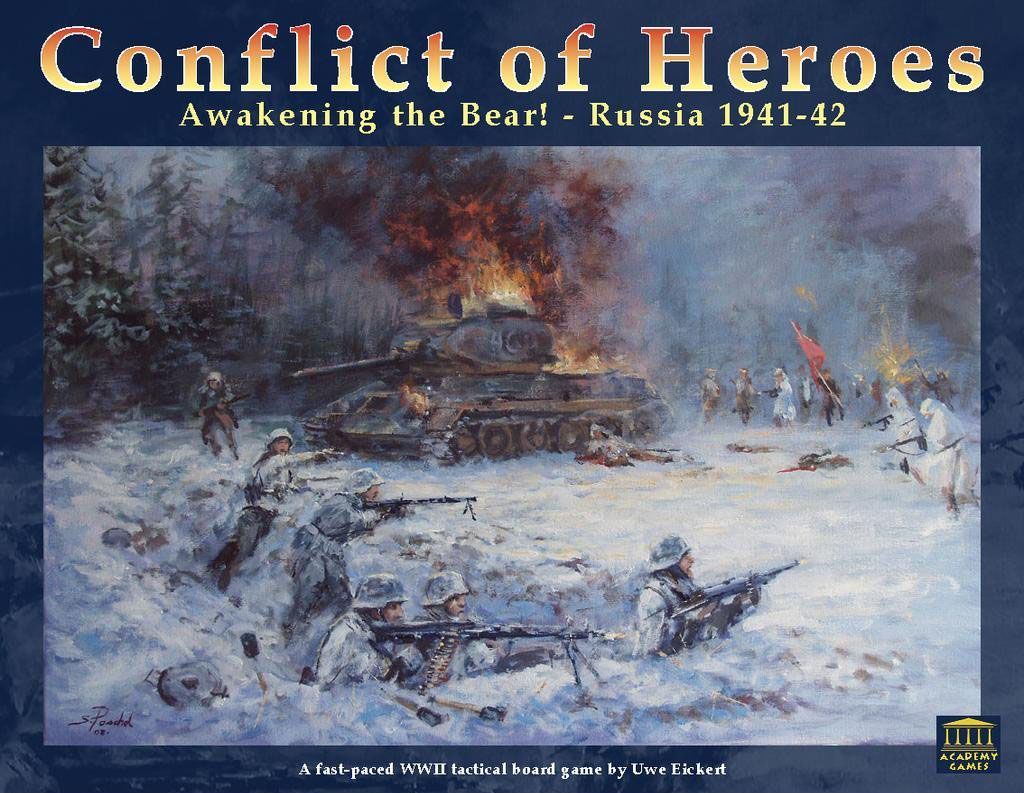 Conflict of Heroes
Awakening the Bear! - Russia 1941-42
A fast-paced WWII tactical board game by Uwe Eickert
ACADEMY
GAMES